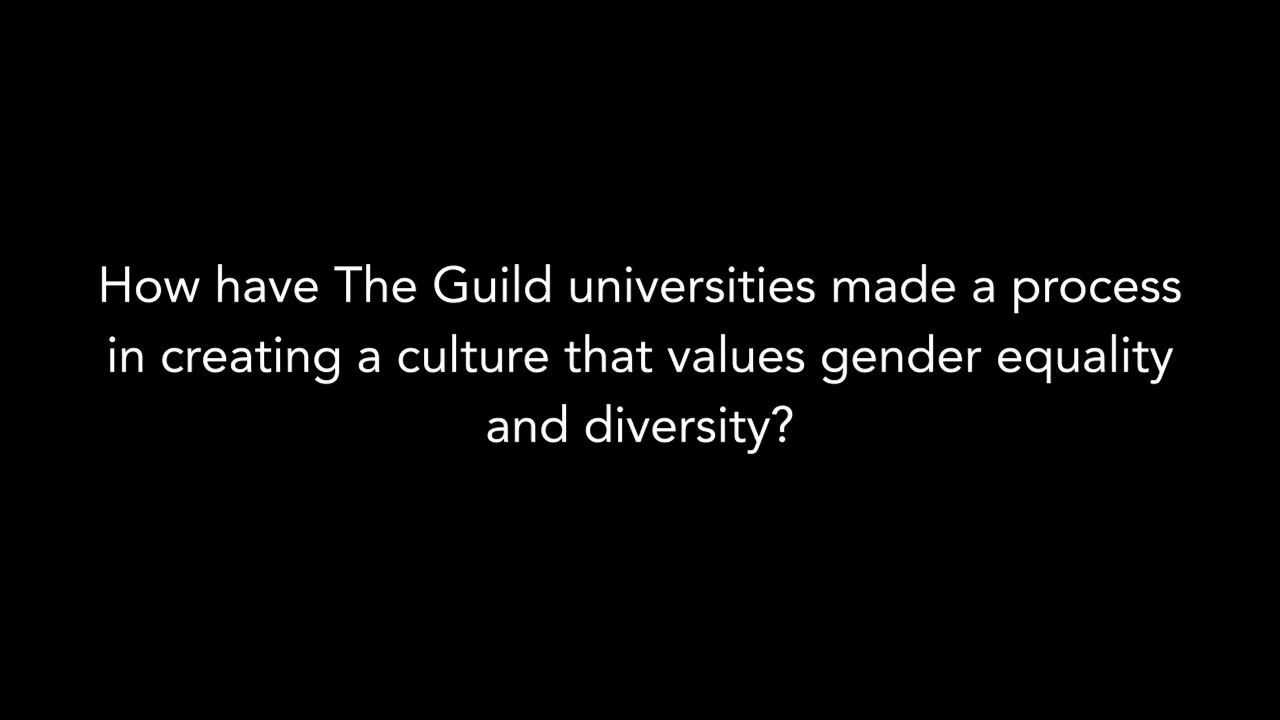 How have The Guild universities made a process
in creating a culture that values gender equality
and diversity?